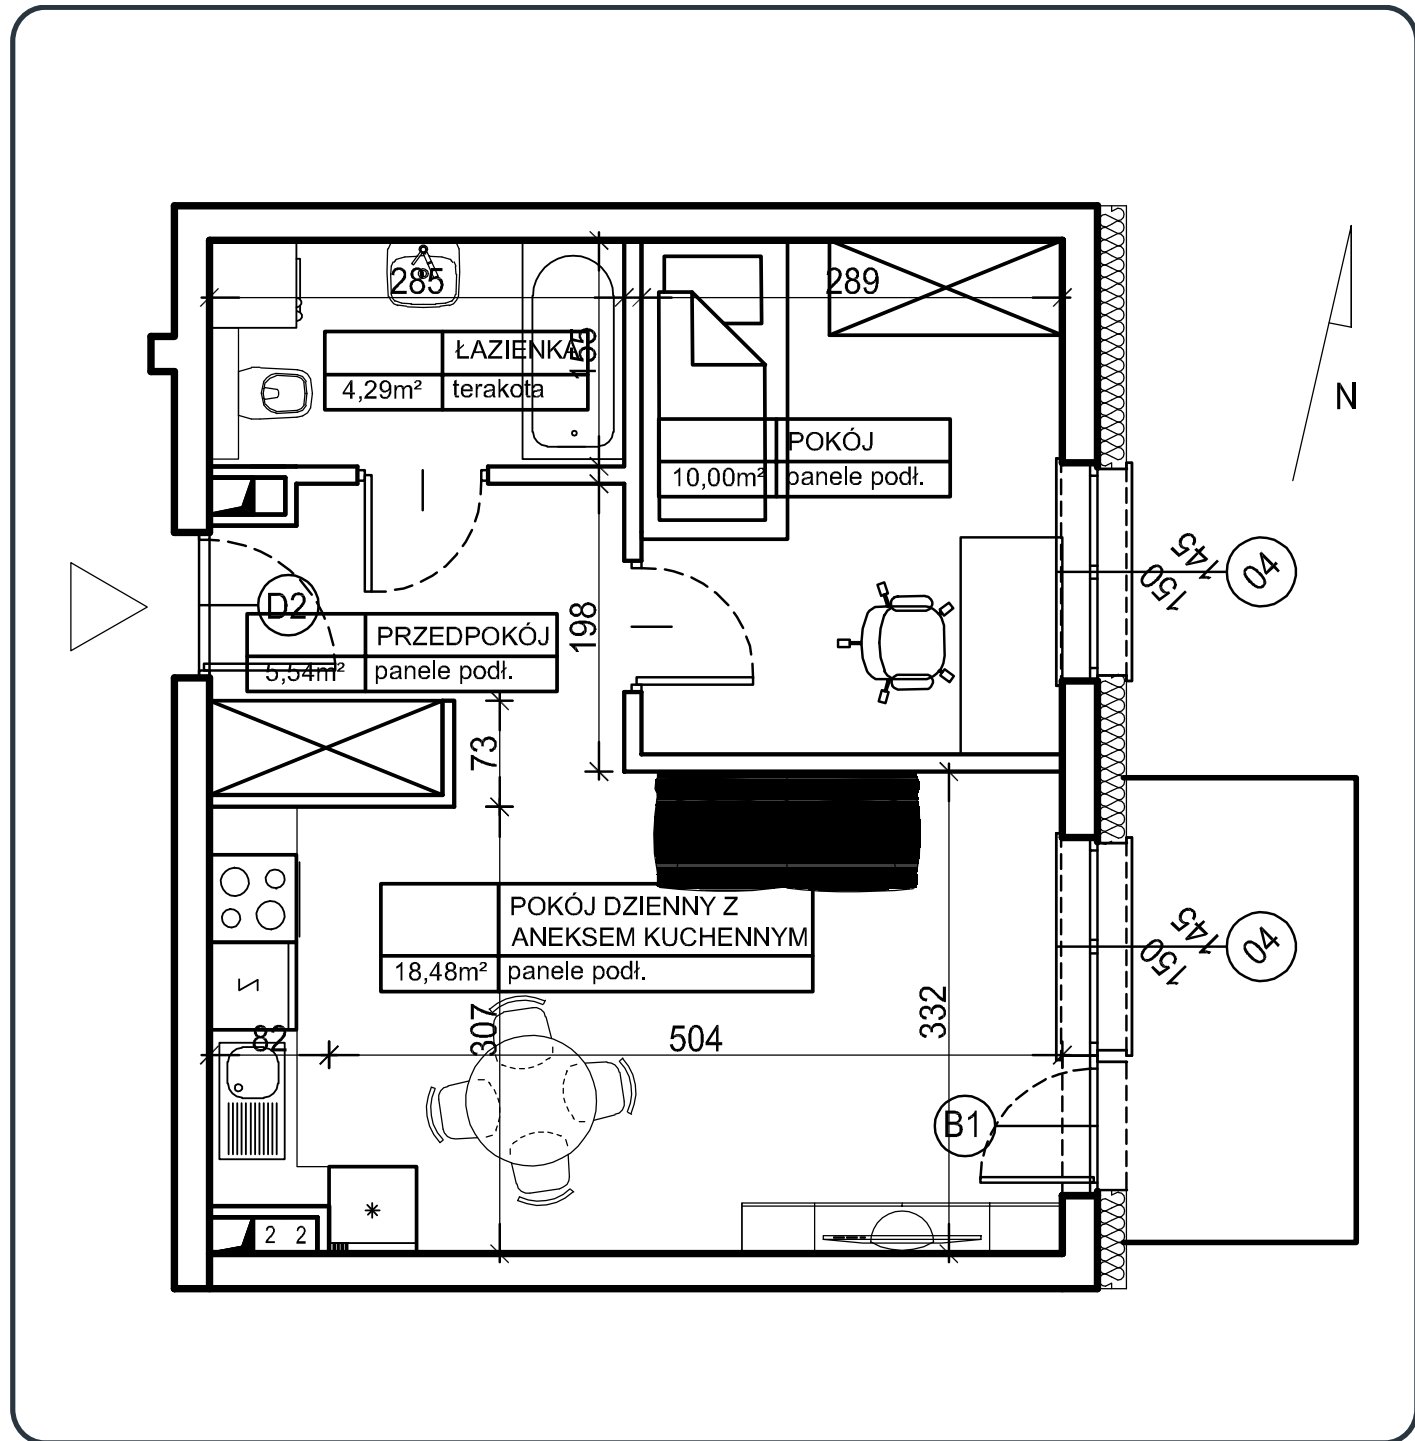 285
289
155
ŁAZIENKA
4,29m² terakota
POKÓJ
10,00m² panele podł.
N
145
150
04
D2
PRZEDPOKÓJ
5,54m² panele podł.
198
73
POKÓJ DZIENNY Z
ANEKSEM KUCHENNYM
18,48m² panele podł.
145
150
04
82
307
504
332
B1
2 2